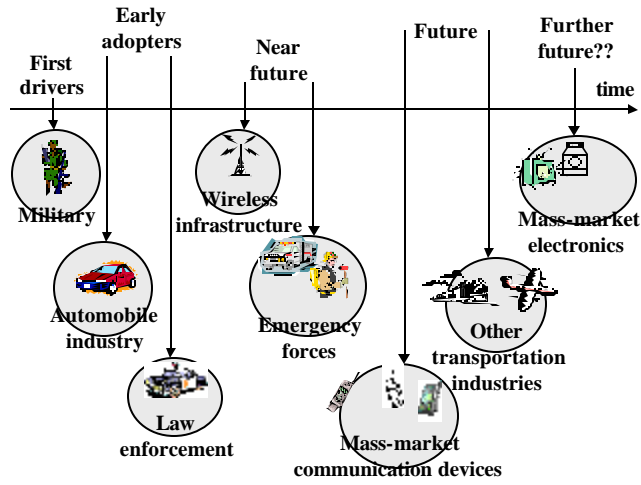 Early
adopters
First
drivers
Near
future
Future
Further
future??
time
Military
Automobile
industry
Law
enforcement
Wireless
infrastructure
Emergency
forces
Mass-market
communication devices
Other
transportation
industries
Mass-market
electronics